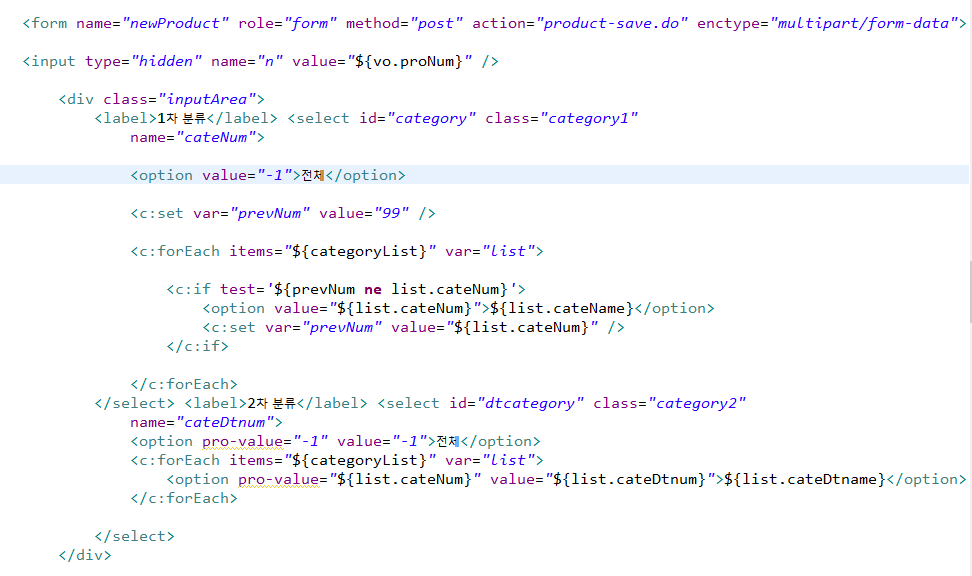 <form name="newProduct" role="form" method="post" action="product-save.do" enctype="multipart/form-data">
<input type="hidden" name="n" value="${vo.proNum}" />
<div class="inputArea">
<label>1차 분류</label> <select id="category" class="category1"
name="cateNum">
<option value="-1">전체</option>
<c:set var="prevNum" value="99" />
<c:forEach items="${categoryList}" var="list">
<c:if test='${prevNum ne list.cateNum}'>
<option value="${list.cateNum}">${list.cateName}</option>
<c:set var="prevNum" value="${list.cateNum}" />
</c:if>
</c:forEach>
</select> <label>2차 분류</label> <select id="dtcategory" class="category2"
name="cateDtnum">
<option pro-value="-1" value="-1">전체</option>
<c:forEach items="${categoryList}" var="list">
<option pro-value="${list.cateNum}" value="${list.cateDtnum}">${list.cateDtname}</option>
</c:forEach>
</select>
</div>